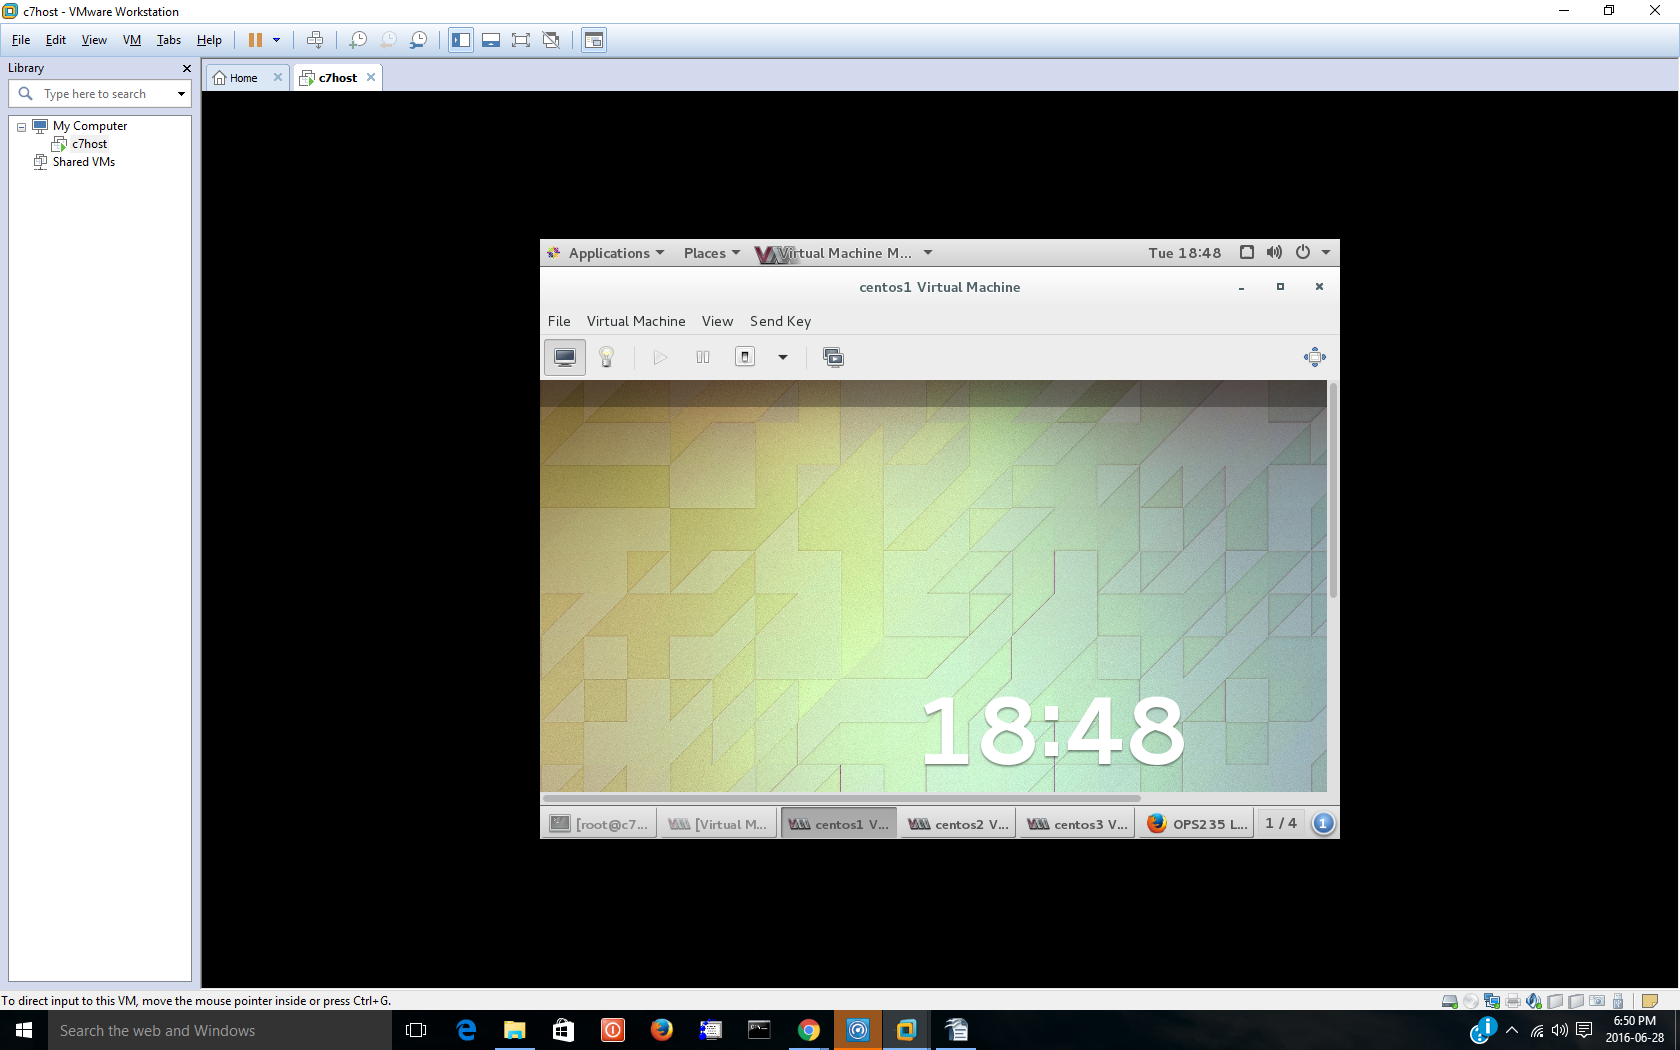 c7host - VMware Workstation
File Edit View VM Tabs Help
Library
Type here to search
My Computer
c7host
Shared VMs
Home
c7host
Applications Places Virtual Machine M... Tue 18:48
centos1 Virtual Machine
File Virtual Machine View Send Key
18:48
[root@c7... [Virtual M... centos1 V... centos2 V... centos3 V... OPS235 L... 1 / 4 1
To direct input to this VM, move the mouse pointer inside or press Ctrl+G.
Search the web and Windows
6:50 PM
2016-06-28